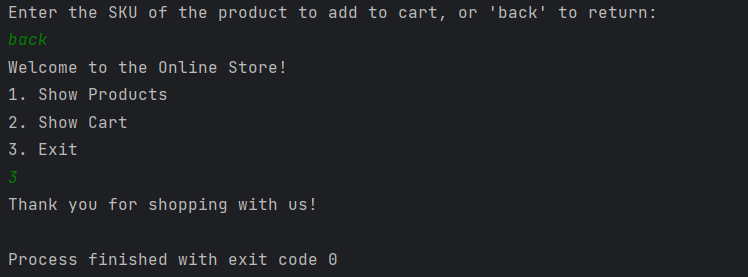 Enter the SKU of the product to add to cart, or 'back' to return:
back
Welcome to the Online Store!
1. Show Products
2. Show Cart
3. Exit
3
Thank you for shopping with us!
Process finished with exit code 0